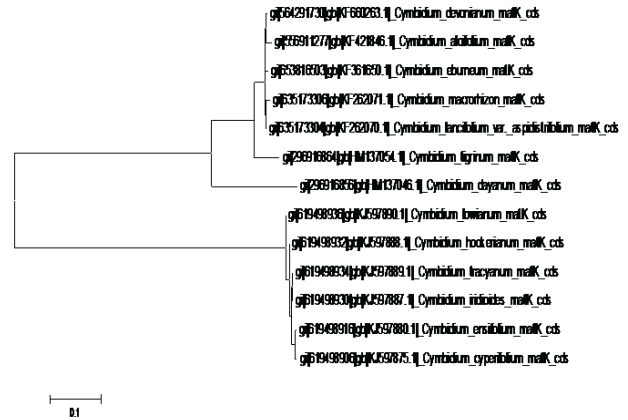 gi|564291730|gb|KF660263.1|_Cymbidium_devonianum_matK_cds
gi|556911277|gb|KF421846.1|_Cymbidium_aloifolium_matK_cds
gi|653816503|gb|KF361650.1|_Cymbidium_eburneum_matK_cds
gi|635173306|gb|KF262071.1|_Cymbidium_macrorhizon_matK_cds
gi|635173304|gb|KF262070.1|_Cymbidium_lancifolium_var._aspidistrifolium_matK_cds
gi|296916864|gb|HM137054.1|_Cymbidium_tigrinum_matK_cds
gi|296916856|gb|HM137046.1|_Cymbidium_dayanum_matK_cds
gi|619498936|gb|KJ597890.1|_Cymbidium_lowianum_matK_cds
gi|619498932|gb|KJ597888.1|_Cymbidium_hookerianum_matK_cds
gi|619498934|gb|KJ597889.1|_Cymbidium_tracyanum_matK_cds
gi|619498930|gb|KJ597887.1|_Cymbidium_iridioides_matK_cds
gi|619498916|gb|KJ597880.1|_Cymbidium_ensifolium_matK_cds
gi|619498906|gb|KJ597875.1|_Cymbidium_cyperifolium_matK_cds
0.1